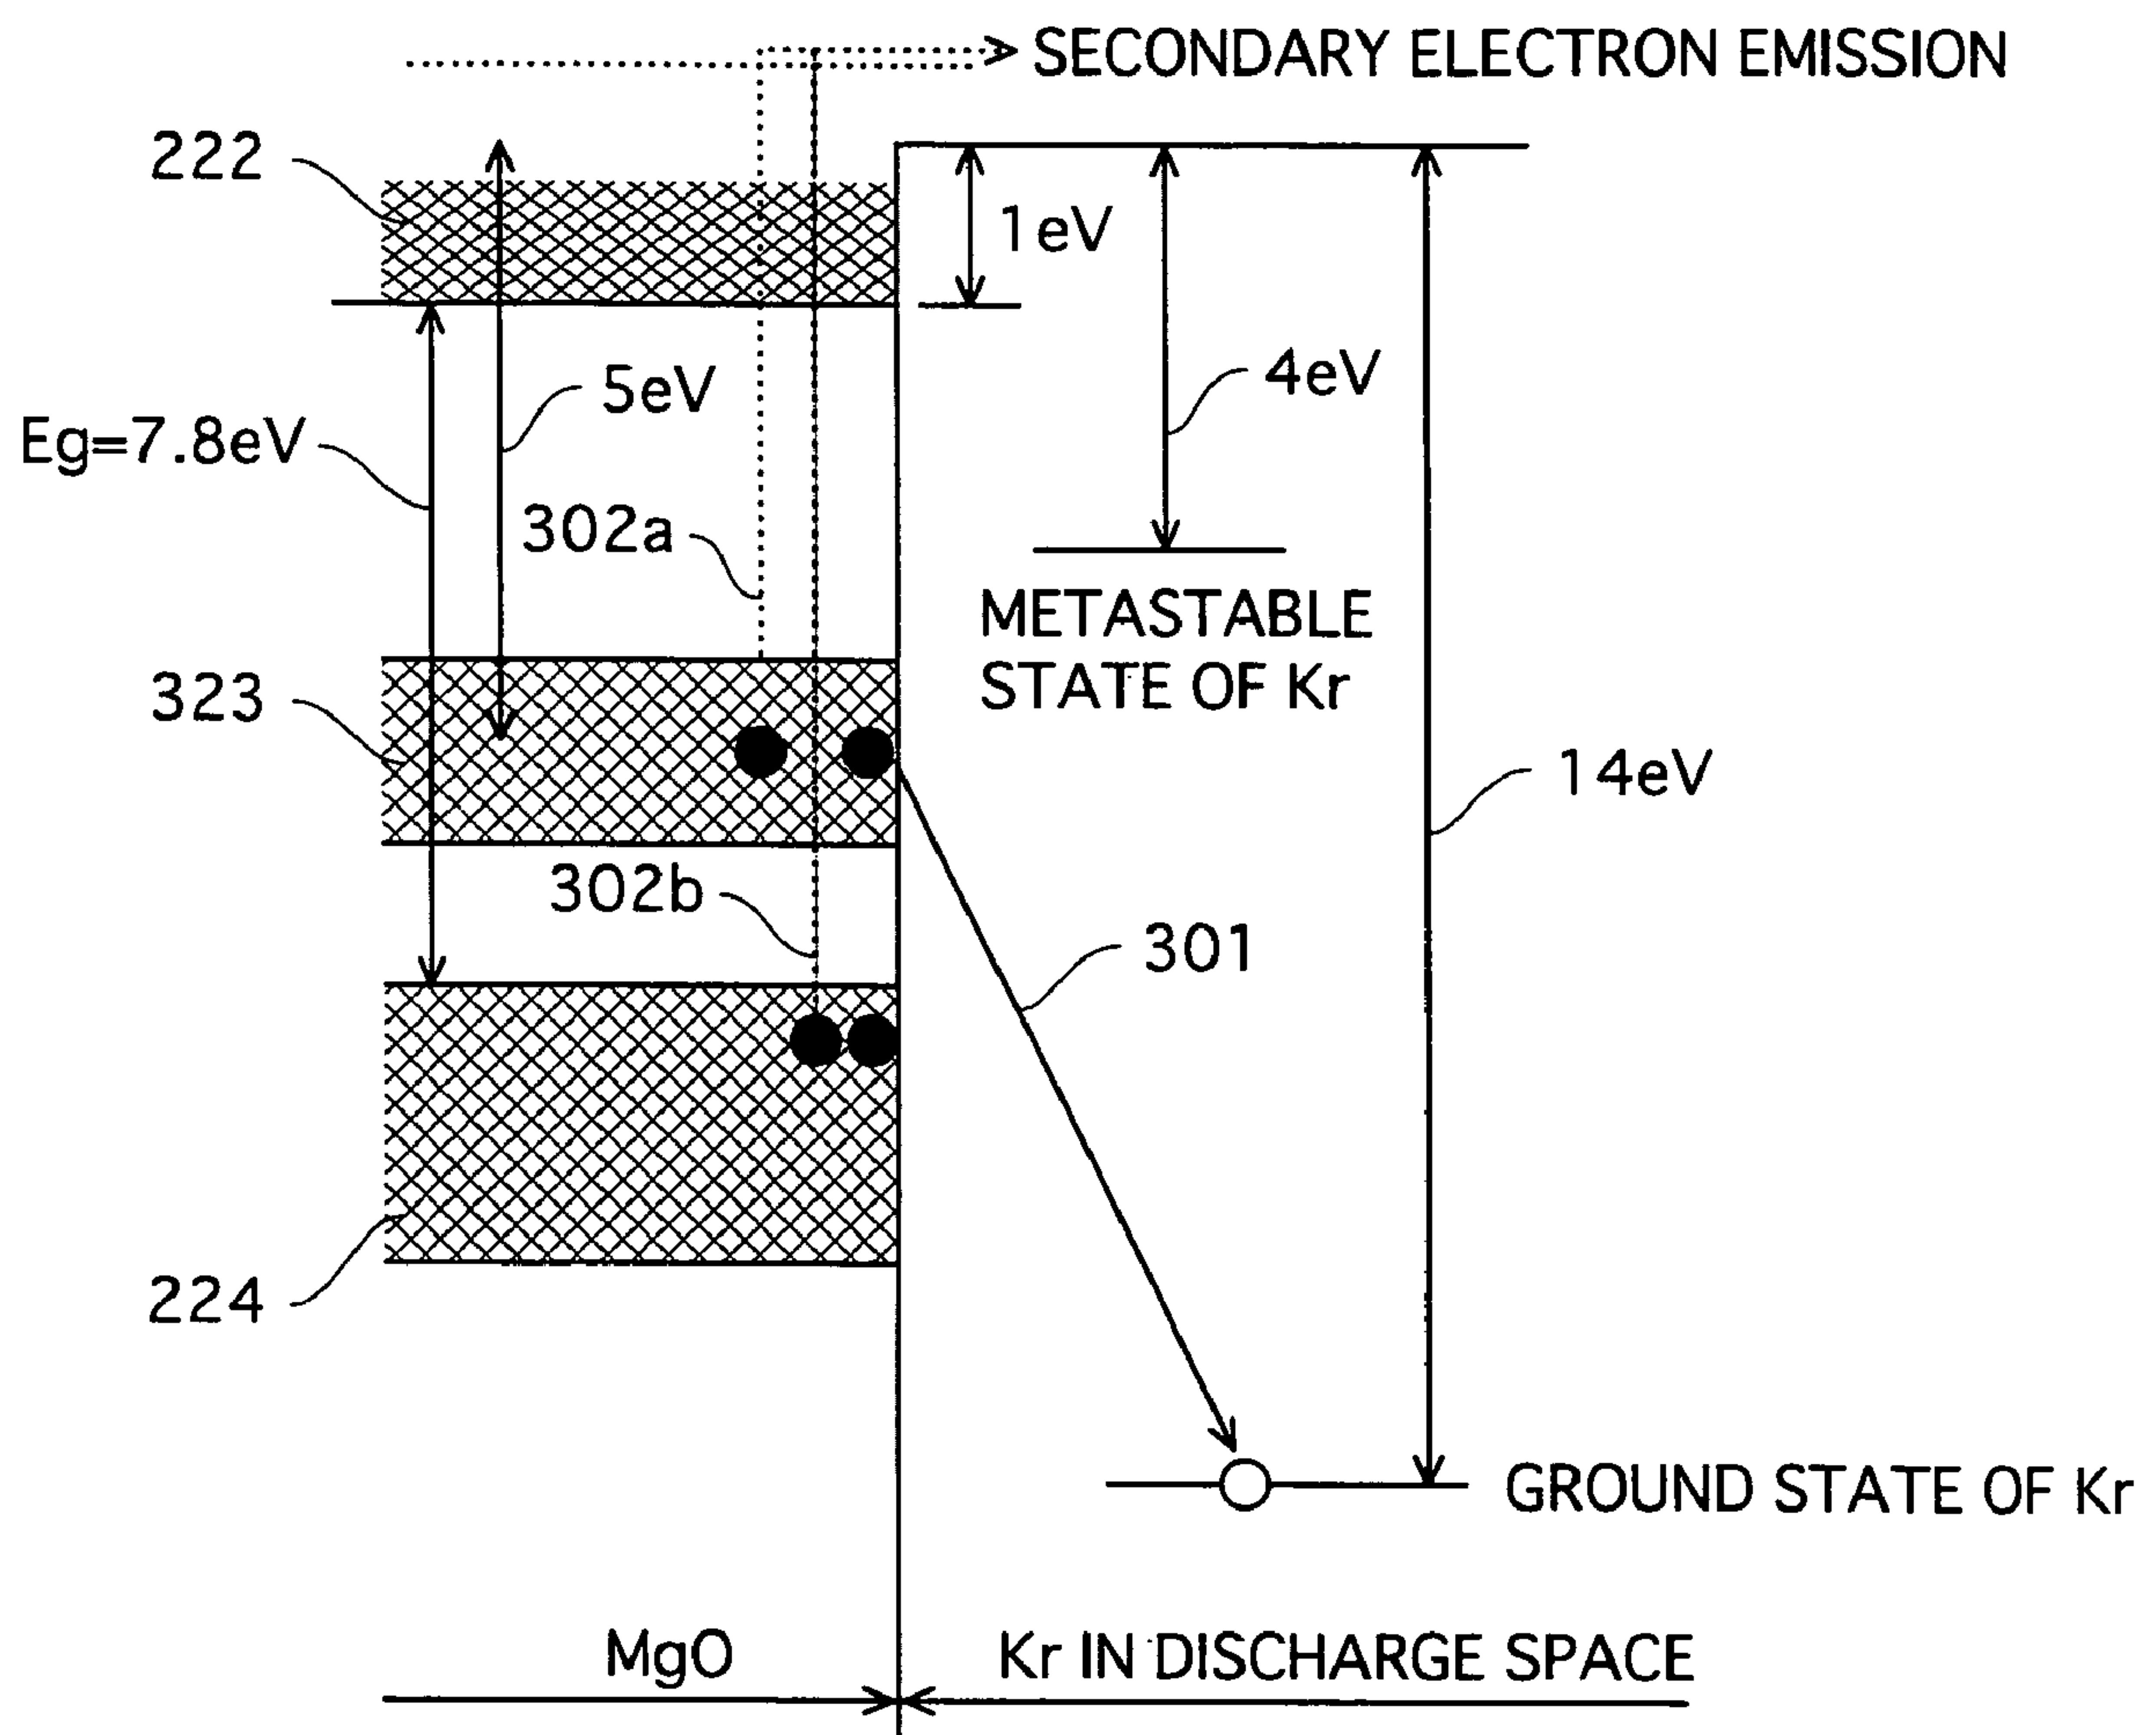 SECONDARY ELECTRON EMISSION
222
1eV
5eV
4eV
Eg=7.8eV
302a
METASTABLE
STATE OF Kr
323
14eV
302b
301
224
GROUND STATE OF Kr
MgO
Kr IN DISCHARGE SPACE